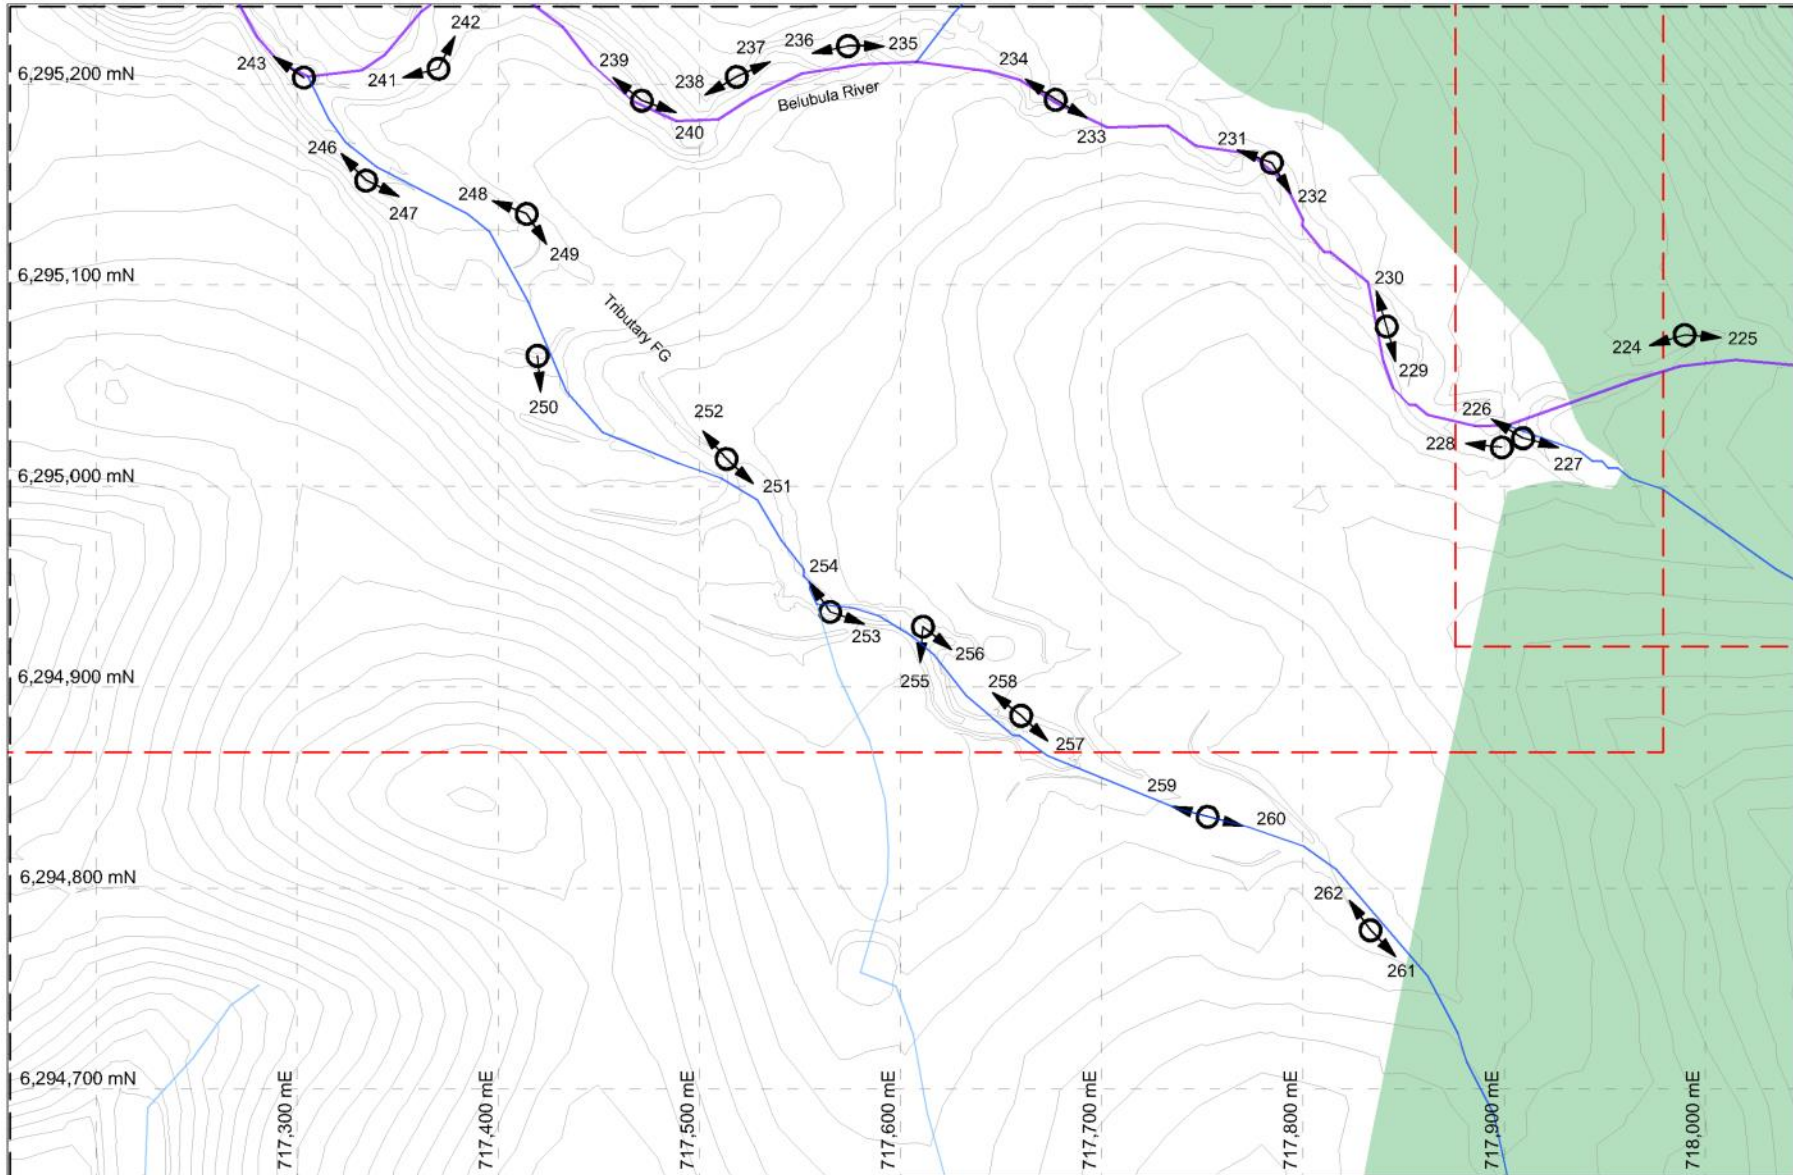 242
243
241
239
237
236
235
238
240
Belubula River
234
233
231
232
6,295,200 mN
246
247
248
249
6,295,100 mN
Tributary FG
230
229
224
225
250
252
251
226
228
227
6,295,000 mN
254
253
256
255
258
257
6,294,900 mN
259
260
6,294,800 mN
262
261
6,294,700 mN
717,300 mE
717,400 mE
717,500 mE
717,600 mE
717,700 mE
717,800 mE
717,900 mE
718,000 mE